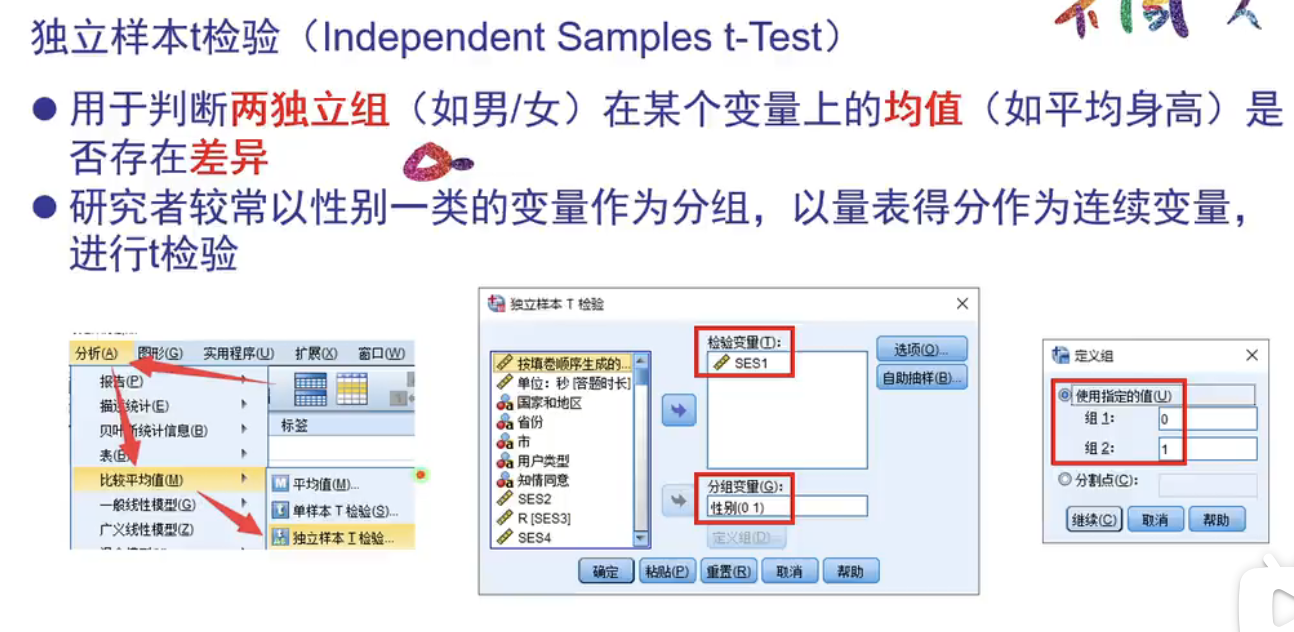 独立样本t检验（Independent Samples t-Test）
● 用于判断两独立组（如男/女）在某个变量上的均值（如平均身高）是
否存在差异
● 研究者较常以性别一类的变量作为分组，以量表得分作为连续变量，
进行t检验
分析(A) 图形(G) 实用程序(U) 扩展(X) 窗口(W)
报告(P)
描述统计(E)
贝叶斯统计信息(B)
标签
表(B)
比较平均值(M)
一般线性模型(G)
广义线性模型(Z)
平均值(M)...
单样本 T 检验(S)...
独立样本 T 检验...
独立样本 T 检验
按填卷顺序生成的...
单位：秒 [答题时长]
国家和地区
省份
市
用户类型
知情同意
SES2
R [SES3]
SES4
检验变量(T):
SES1
分组变量(G):
性别(0 1)
定义组(D)...
选项(O)...
自助抽样(B)...
确定 粘贴(P) 重置(R) 取消 帮助
定义组
使用指定的值(U)
组 1: 0
组 2: 1
分割点(C):
继续(C) 取消 帮助